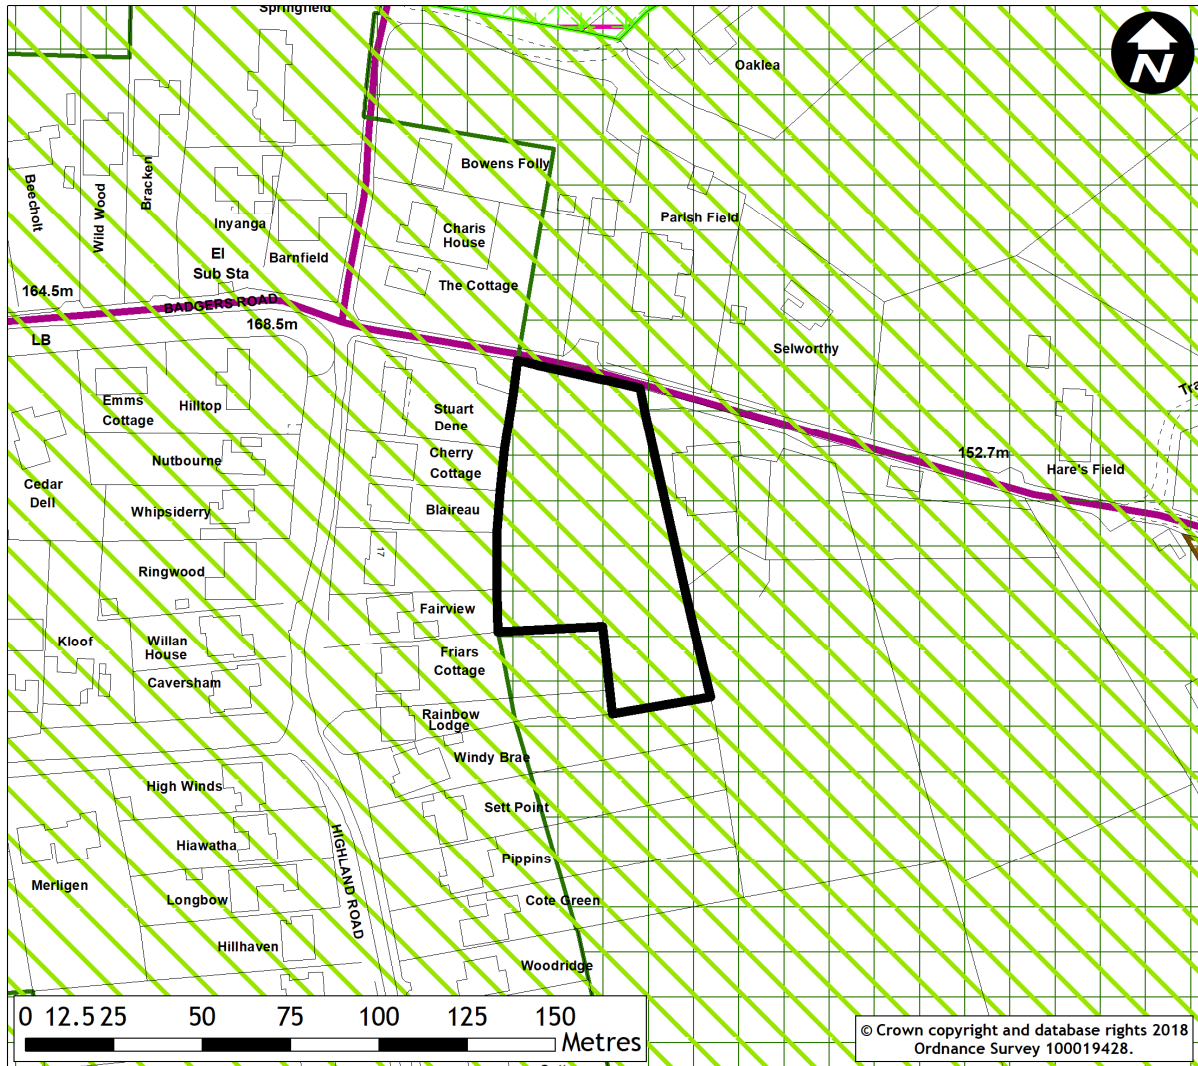 Springfield
N
Oaklea
Bowens Folly
Beecholt
Wild Wood
Bracken
Inyanga
Charis
House
Parish Field
El
Sub Sta
Barnfield
The Cottage
164.5m
BADGERS ROAD
168.5m
LB
Selworthy
Emms
Cottage
Hilltop
Stuart
Dene
Cherry
Cottage
Nutbourne
152.7m
Hare's Field
Cedar
Dell
Whipsiderry
Blaireau
17
Ringwood
Fairview
Kloof
Willan
House
Friars
Cottage
Caversham
Rainbow
Lodge
Windy Brae
High Winds
Sett Point
HIGHLAND ROAD
Hiawatha
Pippins
Merligen
Longbow
Cote Green
Hillhaven
Woodridge
0 12.5 25 50 75 100 125 150
Metres
© Crown copyright and database rights 2018
Ordnance Survey 100019428.